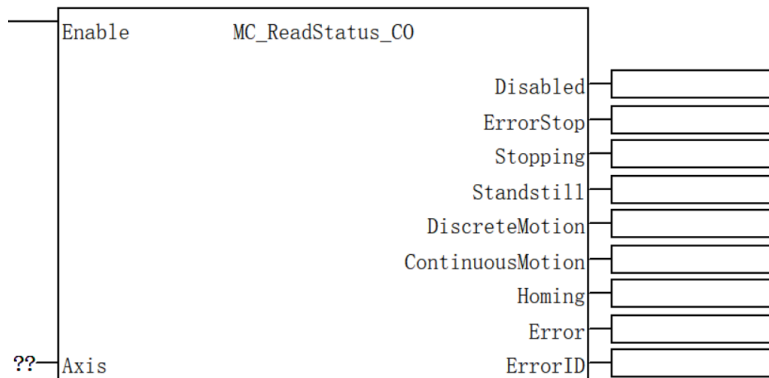 Enable MC_ReadStatus_CO
Disabled
ErrorStop
Stopping
Standstill
DiscreteMotion
ContinuousMotion
Homing
Error
?? Axis ErrorID